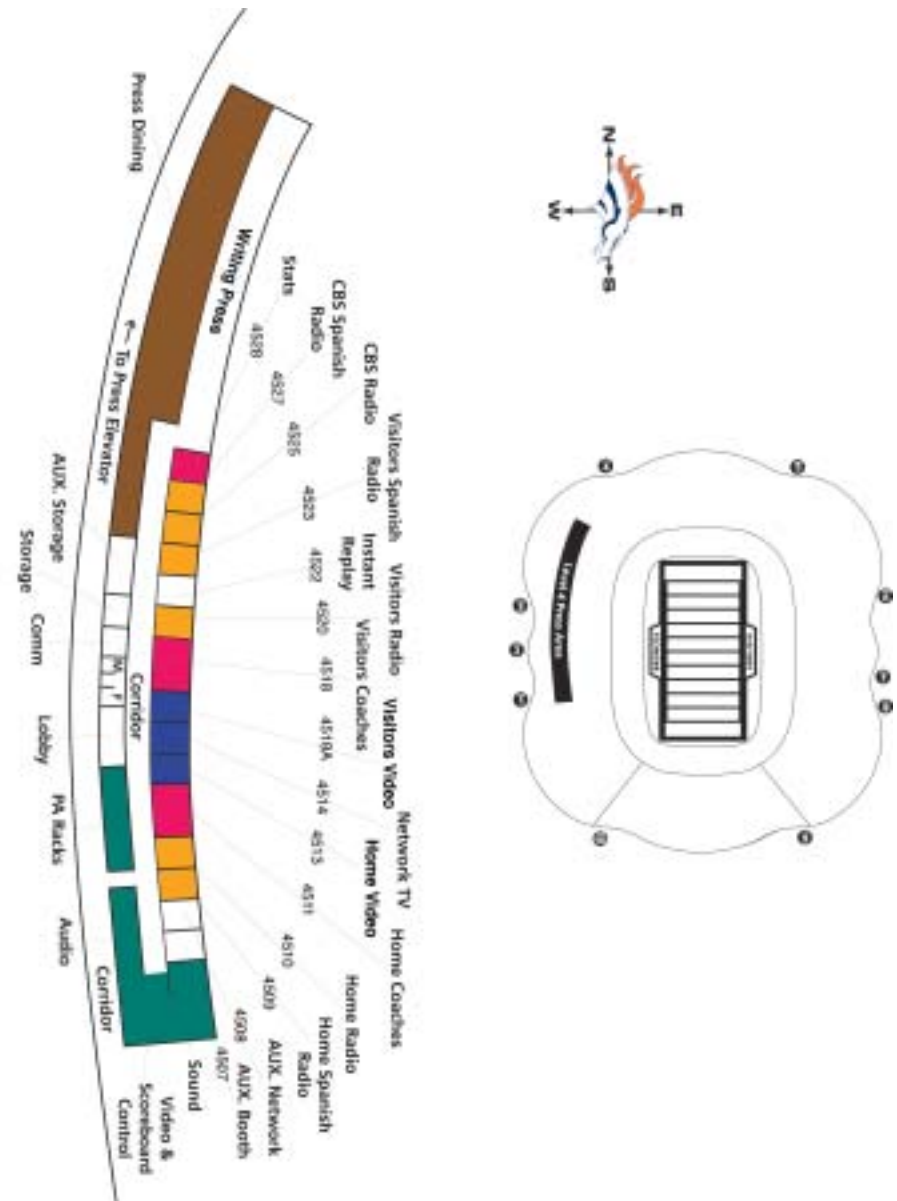 N
E
W
S
Level 4 Press Area
Press Dining
Writing Press
To Press Elevator
Stats
4528
CBS Spanish
Radio
4527
CBS Radio
4525
Visitors Spanish
Radio
4523
Visitors Radio
Instant
Replay
4522
Visitors Coaches
4520
Visitors Video
4518
Network TV
4514
Home Video
4513
Home Coaches
4511
Home Radio
4510
Home Spanish
Radio
4509
AUX. Network
4508
AUX. Booth
4507
Sound
Video &
Scoreboard
Control
AUX. Storage
Storage
Comm
M
F
Corridor
Lobby
PA Racks
Audio
Corridor